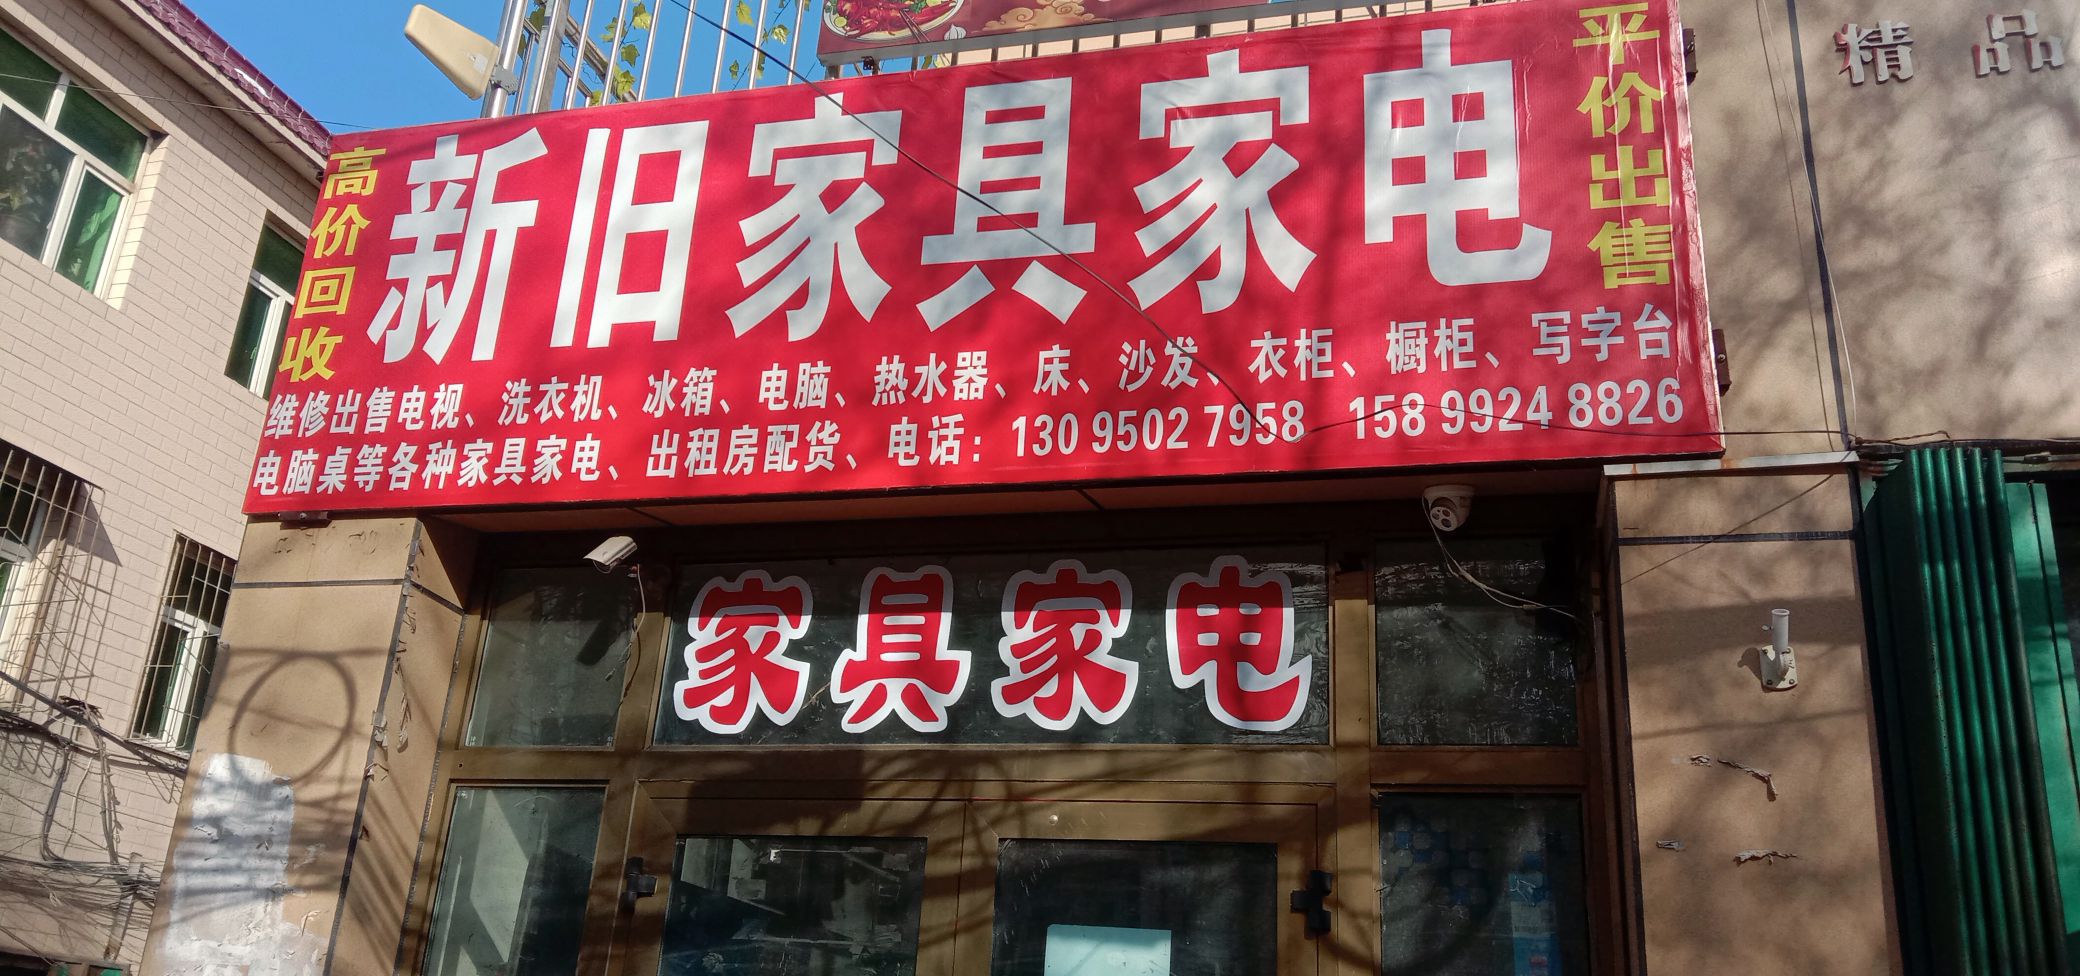 高价回收
新旧家具家电
平价出售
维修出售电视、洗衣机、冰箱、电脑、热水器、床、沙发、衣柜、橱柜、写字台
电脑桌等各种家具家电、出租房配货、电话：130 9502 7958 158 9924 8826
家具家电
精品